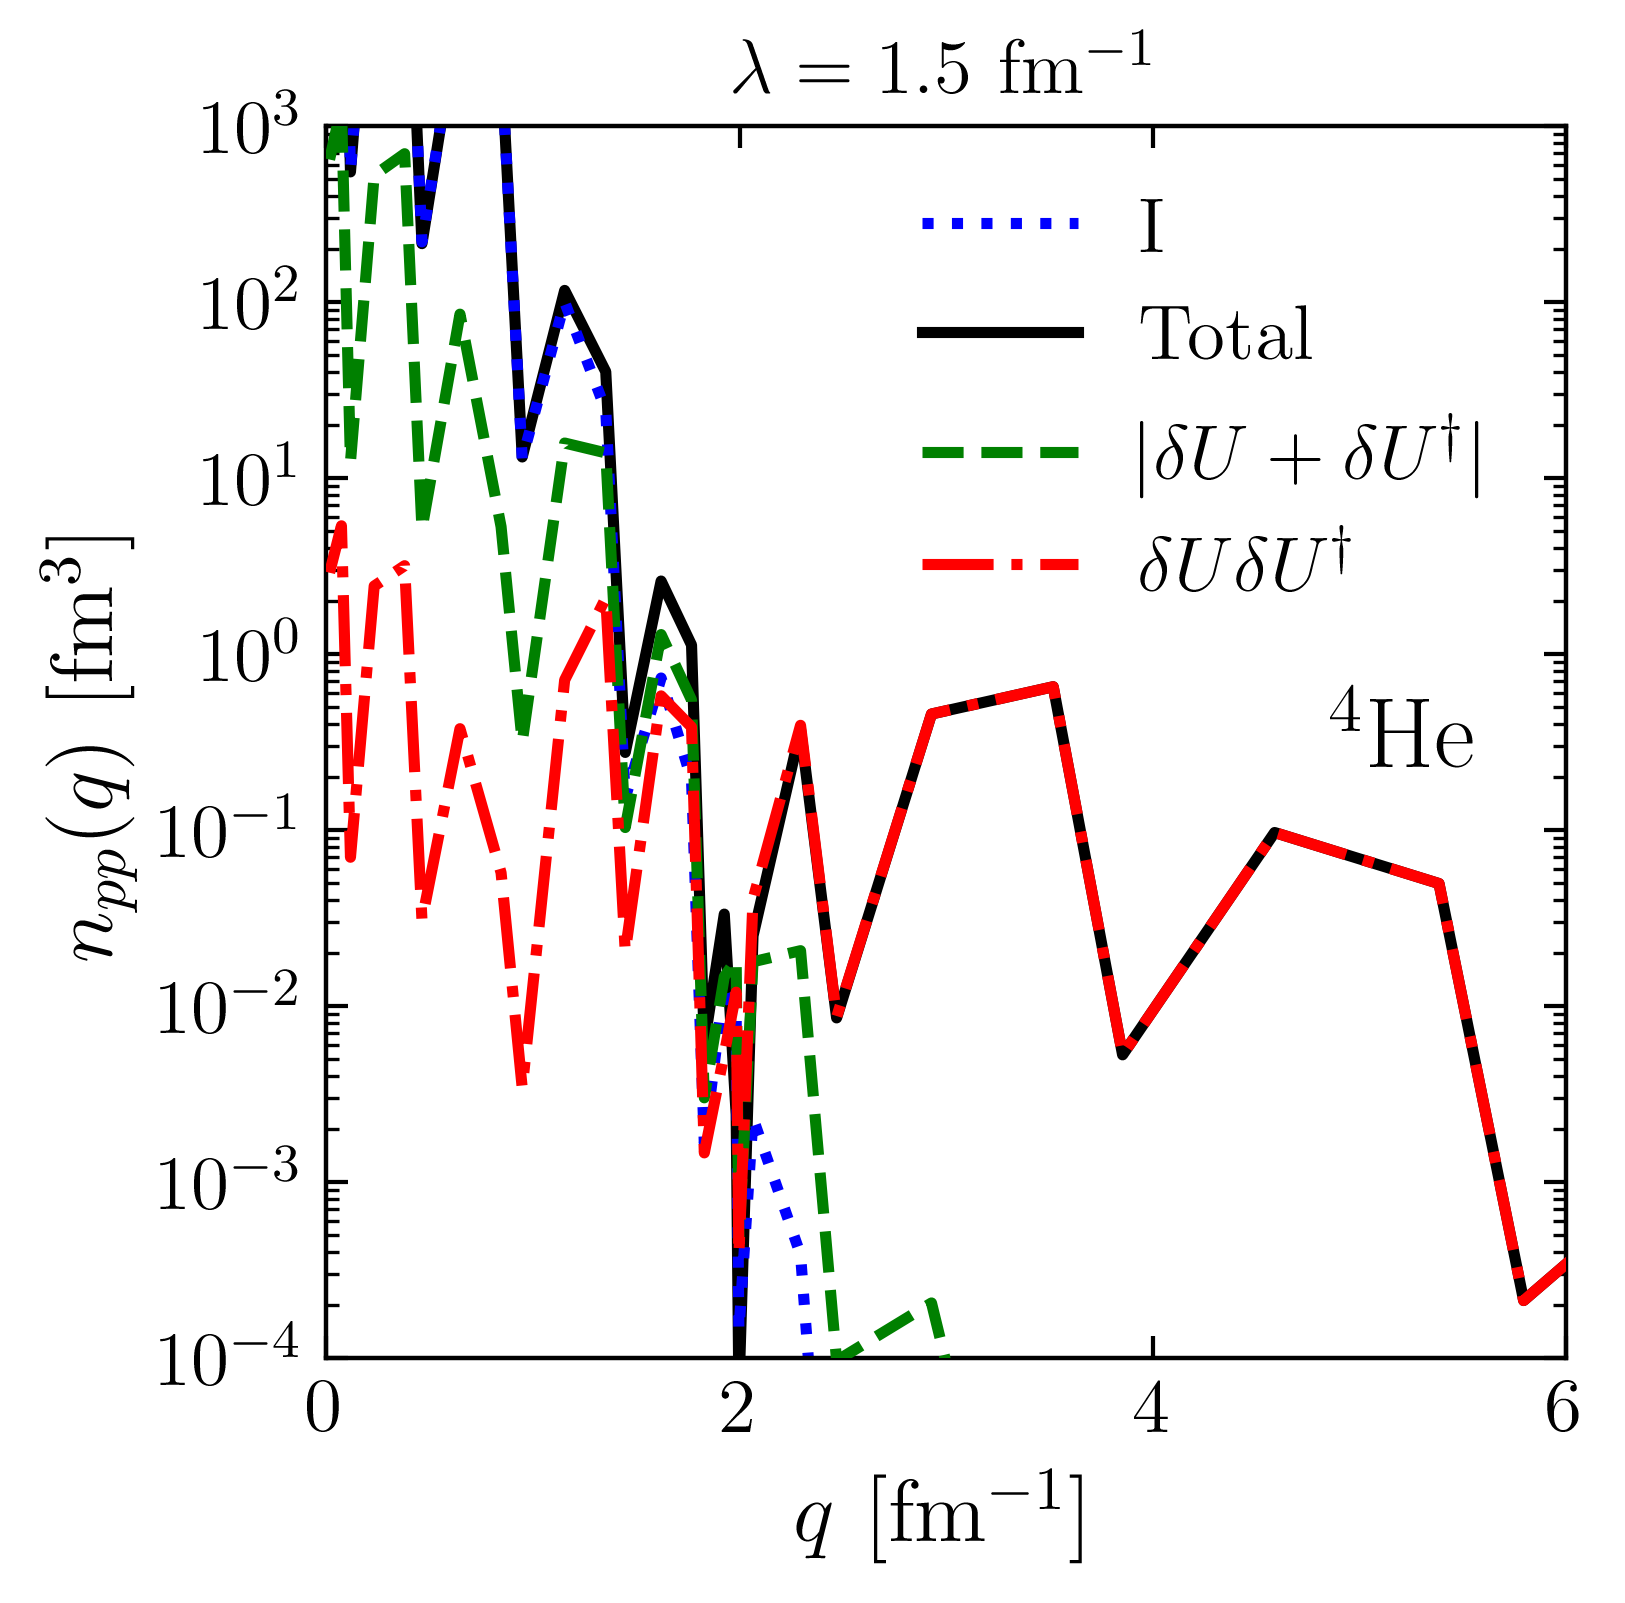 λ = 1.5 fm⁻¹
10³
10²
10¹
10⁰
10⁻¹
10⁻²
10⁻³
10⁻⁴
n_pp(q) [fm³]
I
Total
|δU + δU†|
δUδU†
⁴He
0 2 4 6
q [fm⁻¹]